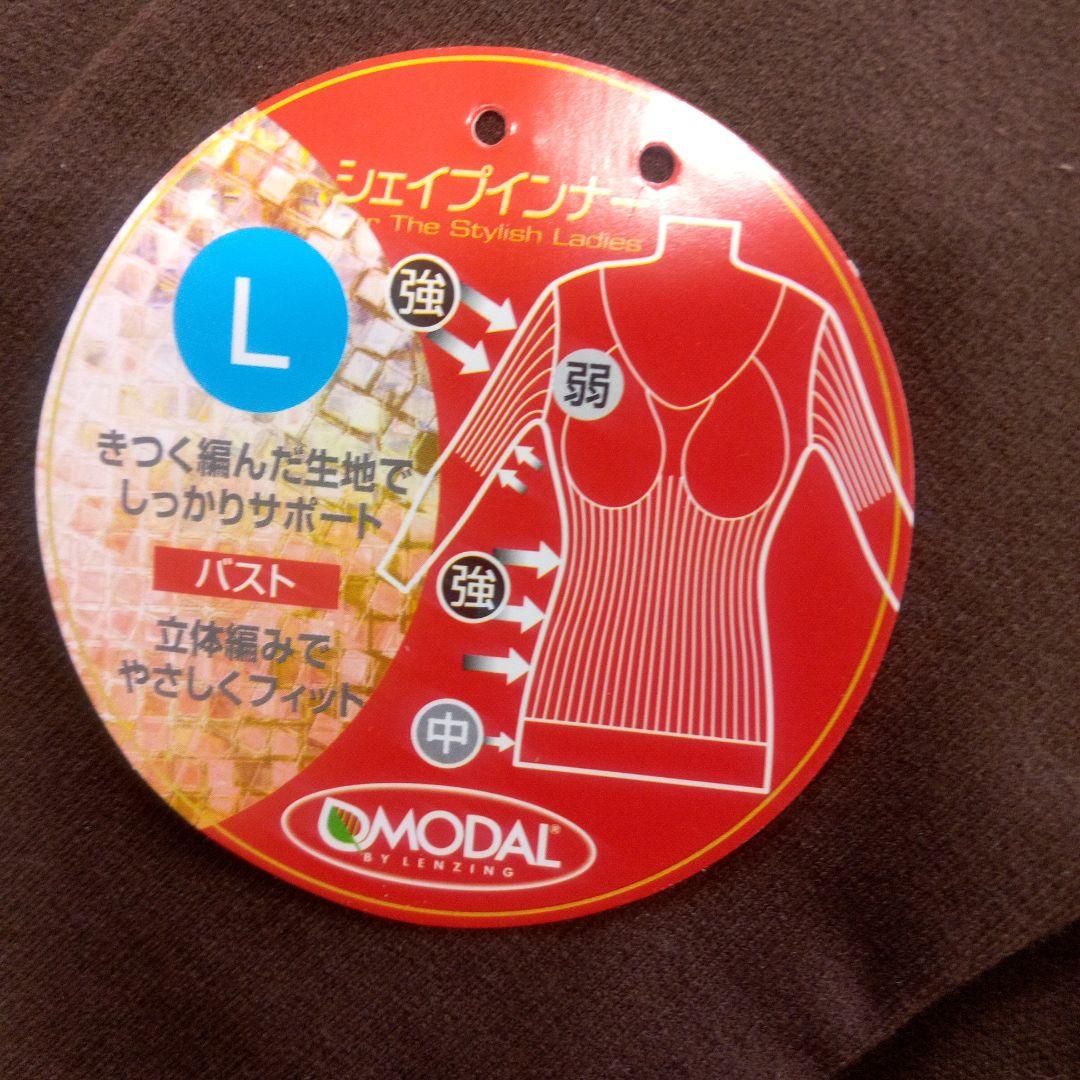 シェイプインナー
The Stylish Ladies
L
強
弱
きつく編んだ生地で
しっかりサポート
バスト
強
立体編みで
やさしくフィット
中
MODAL®
BY LENZING